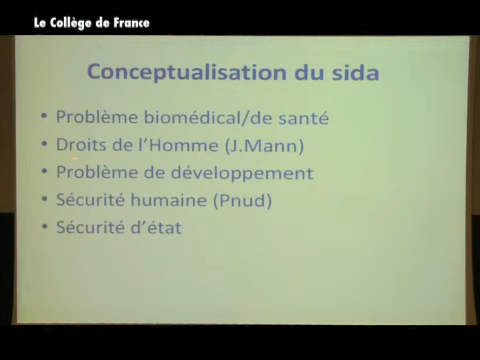 Le Collège de France
Conceptualisation du sida
• Problème biomédical/de santé
• Droits de l'Homme (J.Mann)
• Problème de développement
• Sécurité humaine (Pnud)
• Sécurité d'état